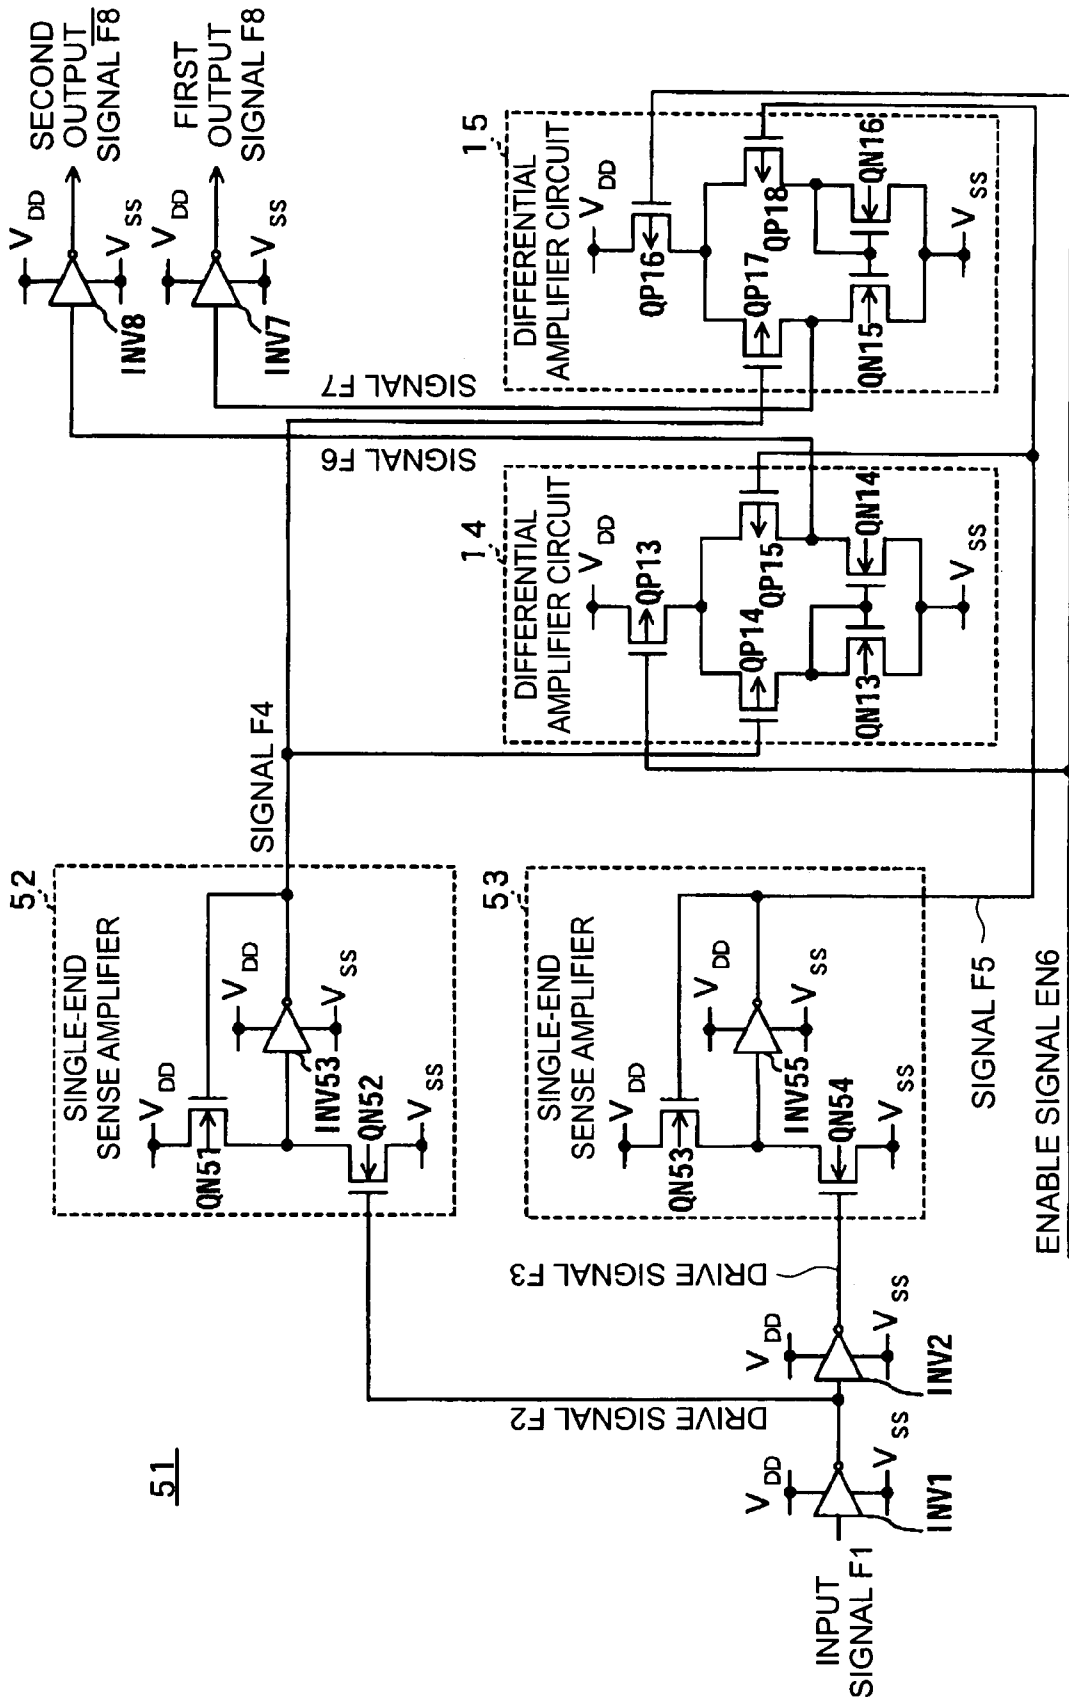 51
INPUT
SIGNAL F1
VDD
VSS
INV1
DRIVE SIGNAL F2
VDD
VSS
INV2
DRIVE SIGNAL F3
52
SINGLE-END
SENSE AMPLIFIER
VDD
QN51
VDD
VSS
INV53
QN52
VSS
SIGNAL F4
53
SINGLE-END
SENSE AMPLIFIER
VDD
QN53
VDD
VSS
INV55
QN54
VSS
SIGNAL F5
ENABLE SIGNAL EN6
14
DIFFERENTIAL
AMPLIFIER CIRCUIT
VDD
QP13
QP14
QP15
QN13
QN14
VSS
SIGNAL F6
15
DIFFERENTIAL
AMPLIFIER CIRCUIT
VDD
QP16
QP17
QP18
QN15
QN16
VSS
SIGNAL F7
VDD
VSS
INV8
SECOND
OUTPUT
SIGNAL F8
VDD
VSS
INV7
FIRST
OUTPUT
SIGNAL F8